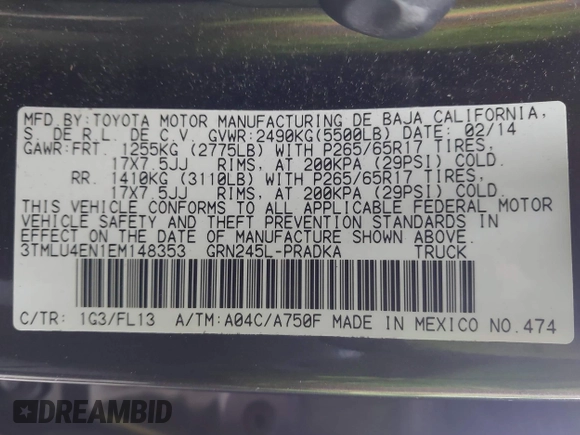 MFD. BY: TOYOTA MOTOR MANUFACTURING DE BAJA CALIFORNIA,
S. DE R.L. DE C.V. GVWR: 2490KG(5500LB) DATE: 02/14
GAWR: FRT. 1255KG (2775LB) WITH P265/65R17 TIRES,
17X7.5JJ RIMS, AT 200KPA (29PSI) COLD.
RR. 1410KG (3110LB) WITH P265/65R17 TIRES,
17X7.5JJ RIMS, AT 200KPA (29PSI) COLD.
THIS VEHICLE CONFORMS TO ALL APPLICABLE FEDERAL MOTOR
VEHICLE SAFETY AND THEFT PREVENTION STANDARDS IN
EFFECT ON THE DATE OF MANUFACTURE SHOWN ABOVE.
3TMLU4EN1EM148353 GRN245L-PRADKA TRUCK
C/TR: 1G3/FL13 A/TM: A04C/A750F MADE IN MEXICO NO.474
DREAMBID